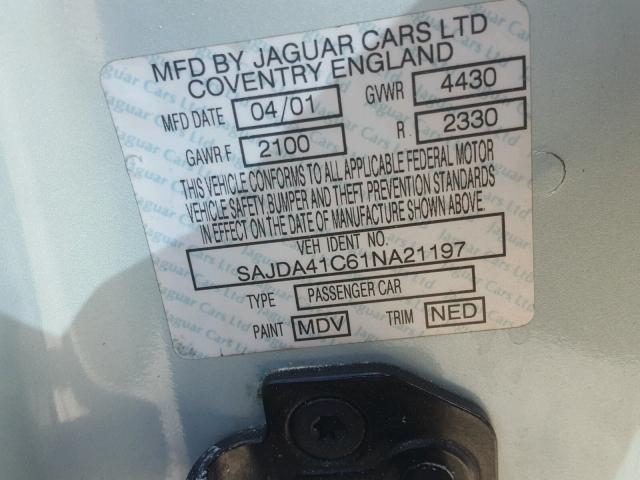 MFD BY JAGUAR CARS LTD
COVENTRY ENGLAND
MFD DATE 04/01 GVWR 4430
GAWR F 2100 R 2330
THIS VEHICLE CONFORMS TO ALL APPLICABLE FEDERAL MOTOR
VEHICLE SAFETY BUMPER AND THEFT PREVENTION STANDARDS
IN EFFECT ON THE DATE OF MANUFACTURE SHOWN ABOVE.
VEH IDENT NO.
SAJDA41C61NA21197
TYPE PASSENGER CAR
PAINT MDV TRIM NED